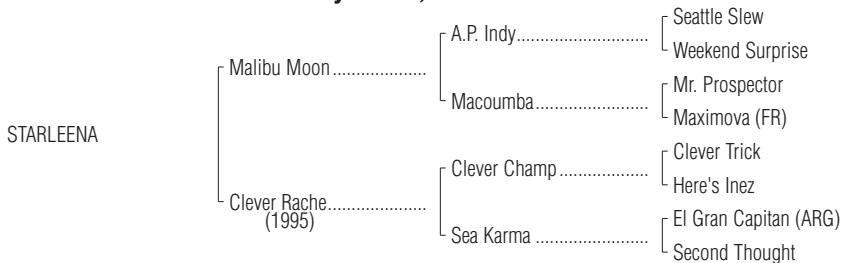 Seattle Slew
A.P. Indy
Weekend Surprise
Malibu Moon
Mr. Prospector
Macoumba
Maximova (FR)
STARLEENA
Clever Trick
Clever Champ
Here's Inez
Clever Rache
(1995)
El Gran Capitan (ARG)
Sea Karma
Second Thought